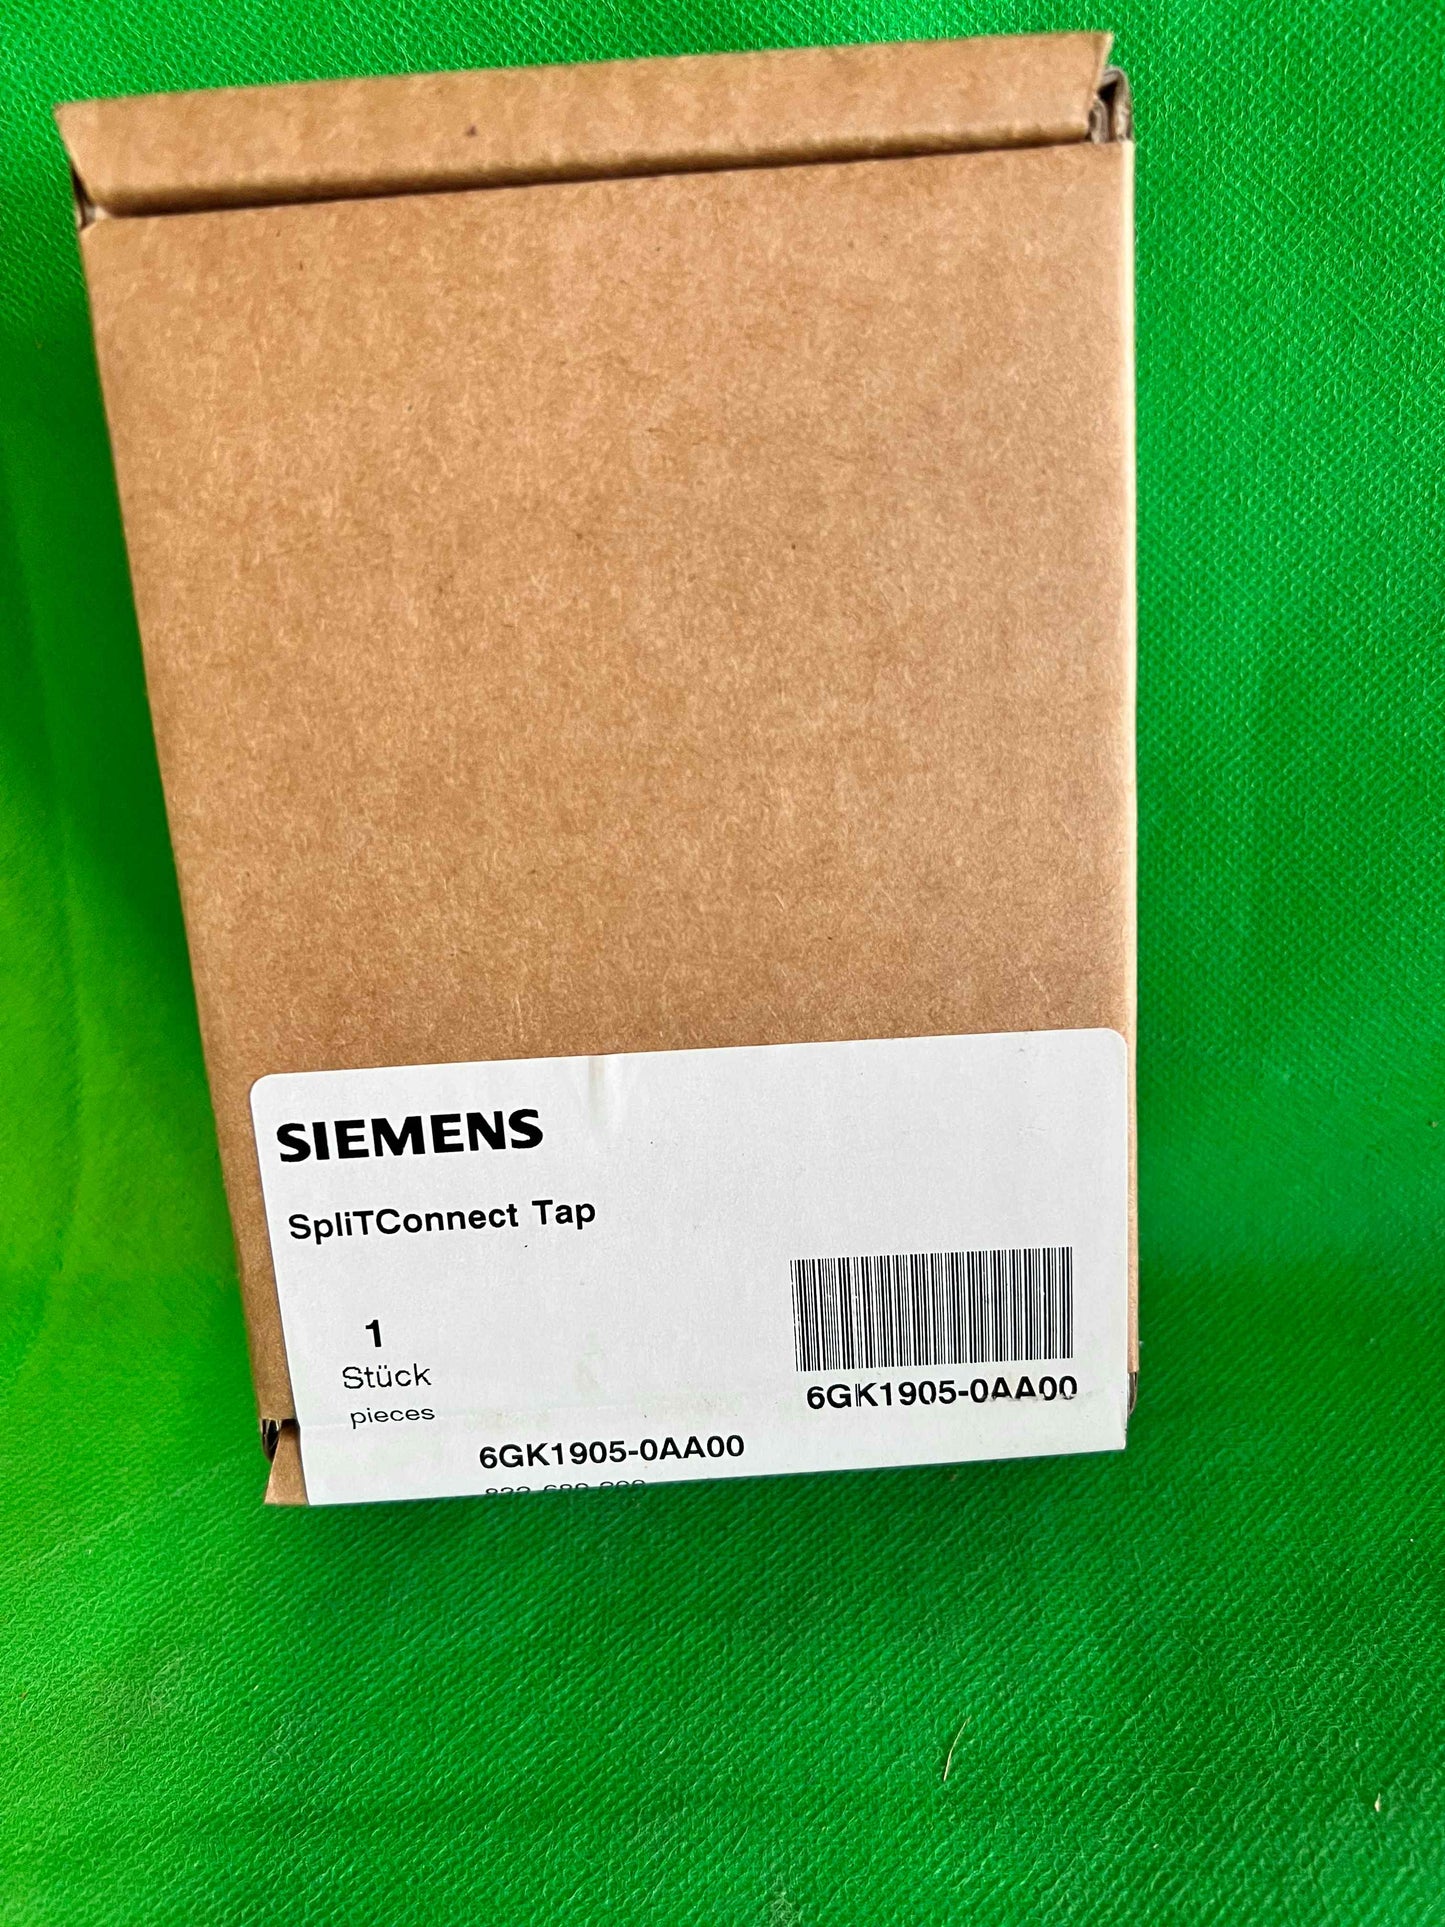 SIEMENS
SpliTConnect Tap
1
Stück
pieces
6GK1905-0AA00
6GK1905-0AA00